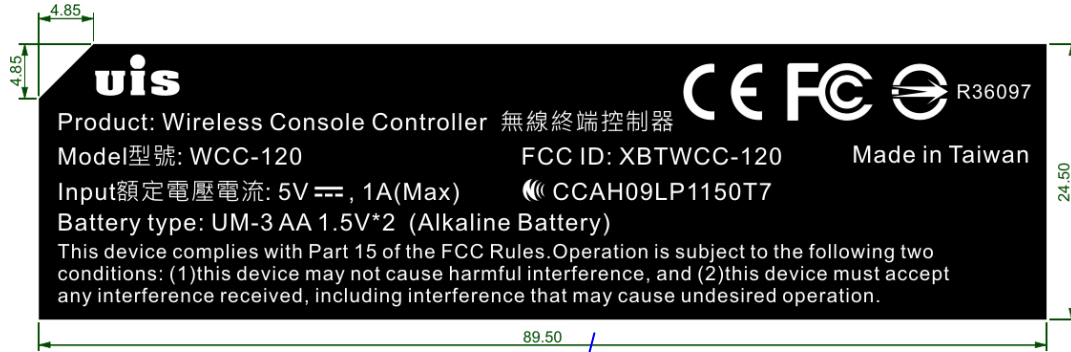 4.85
4.85
uis
CE FC R36097
Product: Wireless Console Controller 無線終端控制器
Model型號: WCC-120 FCC ID: XBTWCC-120 Made in Taiwan
Input額定電壓電流: 5V⎓, 1A(Max) CCAH09LP1150T7
Battery type: UM-3 AA 1.5V*2 (Alkaline Battery)
This device complies with Part 15 of the FCC Rules.Operation is subject to the following two
conditions: (1)this device may not cause harmful interference, and (2)this device must accept
any interference received, including interference that may cause undesired operation.
24.50
89.50